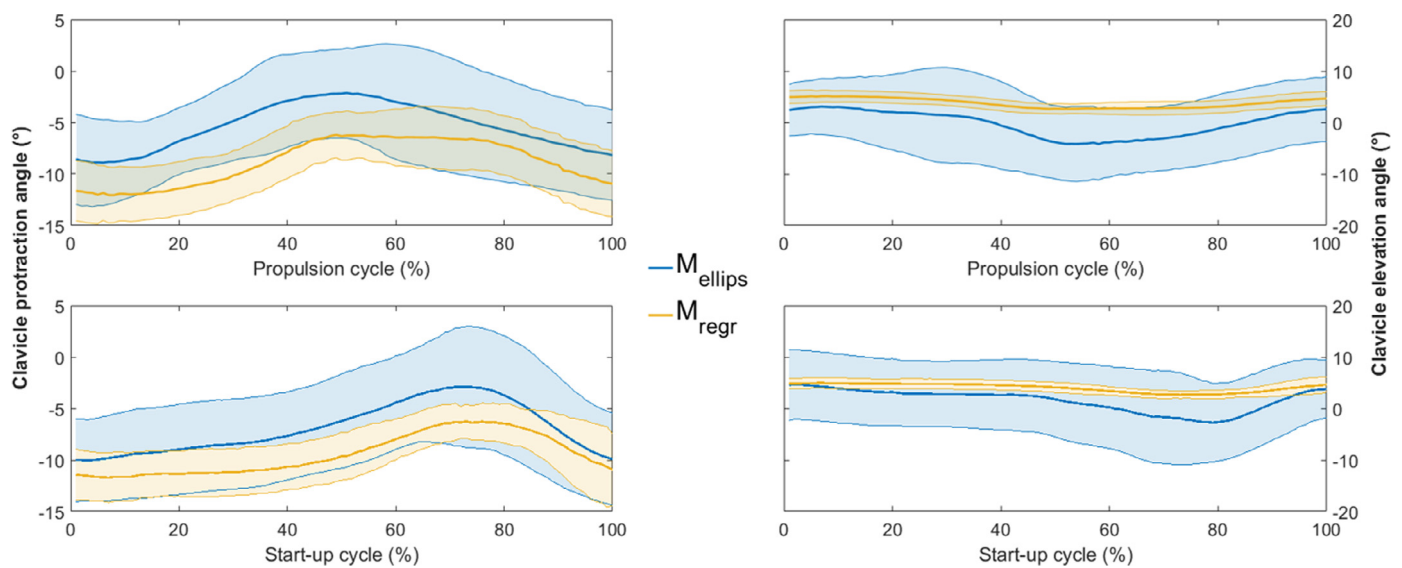 Clavicle protraction angle (°)
5
0
-5
-10
-15
0 20 40 60 80 100
Propulsion cycle (%)
20
10
0
-10
-20
0 20 40 60 80 100
Propulsion cycle (%)
Clavicle elevation angle (°)
M ellips
M regr
5
0
-5
-10
-15
0 20 40 60 80 100
Start-up cycle (%)
20
10
0
-10
-20
0 20 40 60 80 100
Start-up cycle (%)